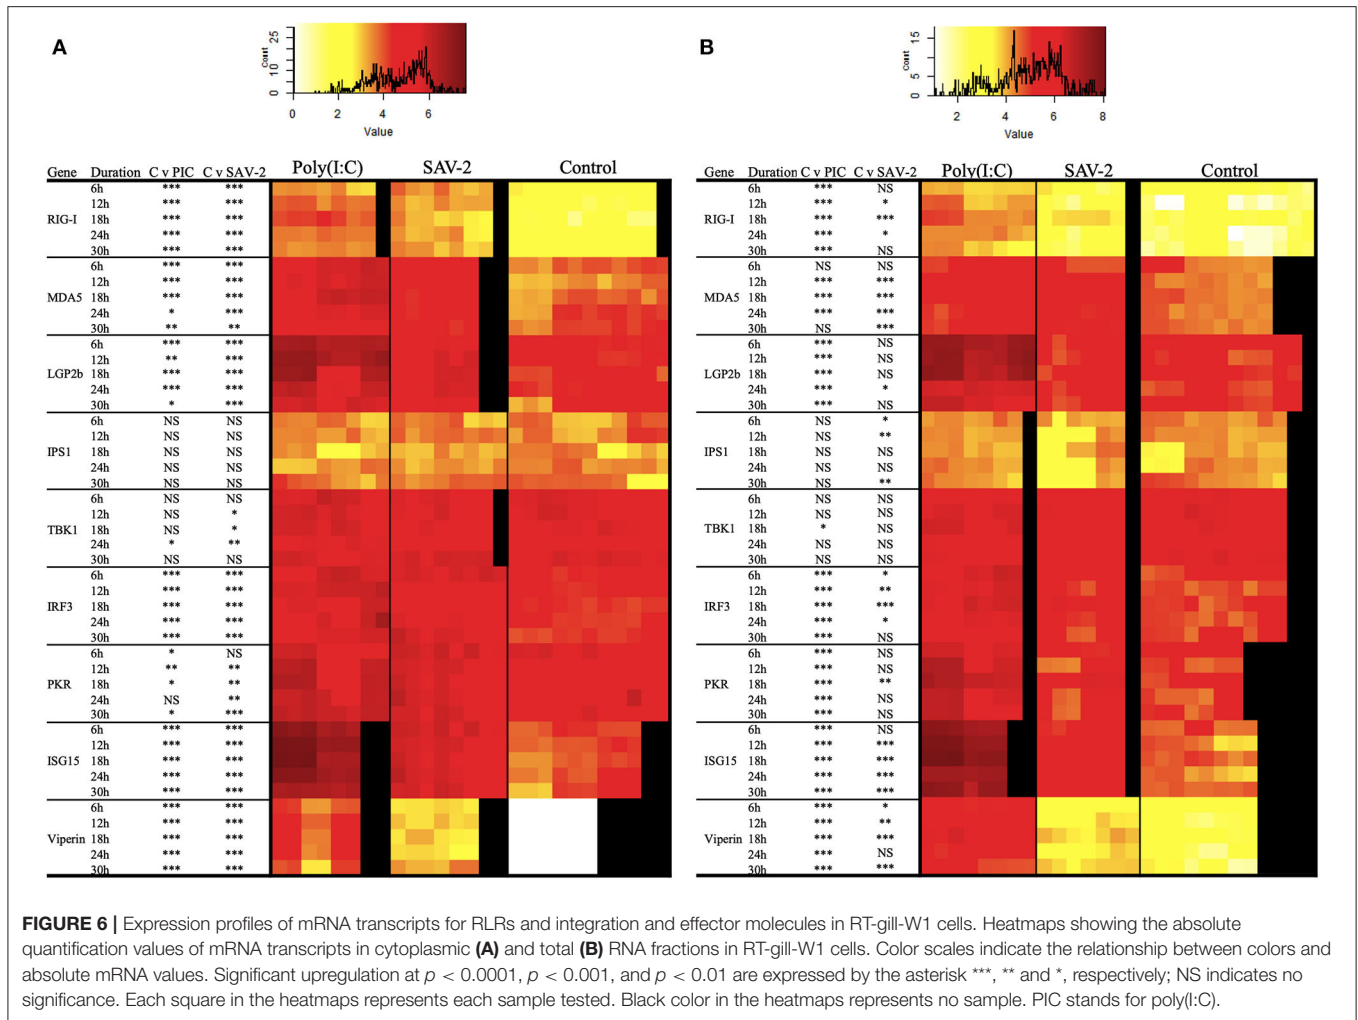 A
B
Count
0 10 20 25
0 2 4 6
Value
Count
0 5 10 15
2 4 6 8
Value
Gene Duration C v PIC C v SAV-2 Poly(I:C) SAV-2 Control
RIG-I
6h *** ***
12h *** ***
18h *** ***
24h *** ***
30h *** ***
MDA5
6h *** ***
12h *** ***
18h *** ***
24h * ***
30h ** **
LGP2b
6h *** ***
12h ** ***
18h *** ***
24h *** ***
30h * ***
IPS1
6h NS NS
12h NS NS
18h NS NS
24h NS NS
30h NS NS
TBK1
6h NS NS
12h NS *
18h NS *
24h * **
30h NS NS
IRF3
6h *** ***
12h *** ***
18h *** ***
24h *** ***
30h *** ***
PKR
6h * NS
12h ** **
18h * **
24h NS **
30h * ***
ISG15
6h *** ***
12h *** ***
18h *** ***
24h *** ***
30h *** ***
Viperin
6h *** ***
12h *** ***
18h *** ***
24h *** ***
30h *** ***
Gene Duration C v PIC C v SAV-2 Poly(I:C) SAV-2 Control
RIG-I
6h *** NS
12h *** *
18h *** ***
24h *** *
30h *** NS
MDA5
6h NS NS
12h *** ***
18h *** ***
24h *** ***
30h NS ***
LGP2b
6h *** NS
12h *** NS
18h *** NS
24h *** *
30h *** NS
IPS1
6h NS *
12h NS **
18h NS NS
24h NS NS
30h NS **
TBK1
6h NS NS
12h NS NS
18h * NS
24h NS NS
30h NS NS
IRF3
6h *** *
12h *** **
18h *** ***
24h *** *
30h *** NS
PKR
6h *** NS
12h *** NS
18h *** **
24h *** NS
30h *** NS
ISG15
6h *** NS
12h *** ***
18h *** ***
24h *** ***
30h *** ***
Viperin
6h *** *
12h *** **
18h *** ***
24h *** NS
30h *** ***
FIGURE 6 | Expression profiles of mRNA transcripts for RLRs and integration and effector molecules in RT-gill-W1 cells. Heatmaps showing the absolute
quantification values of mRNA transcripts in cytoplasmic (A) and total (B) RNA fractions in RT-gill-W1 cells. Color scales indicate the relationship between colors and
absolute mRNA values. Significant upregulation at p < 0.0001, p < 0.001, and p < 0.01 are expressed by the asterisk ***, ** and *, respectively; NS indicates no
significance. Each square in the heatmaps represents each sample tested. Black color in the heatmaps represents no sample. PIC stands for poly(I:C).